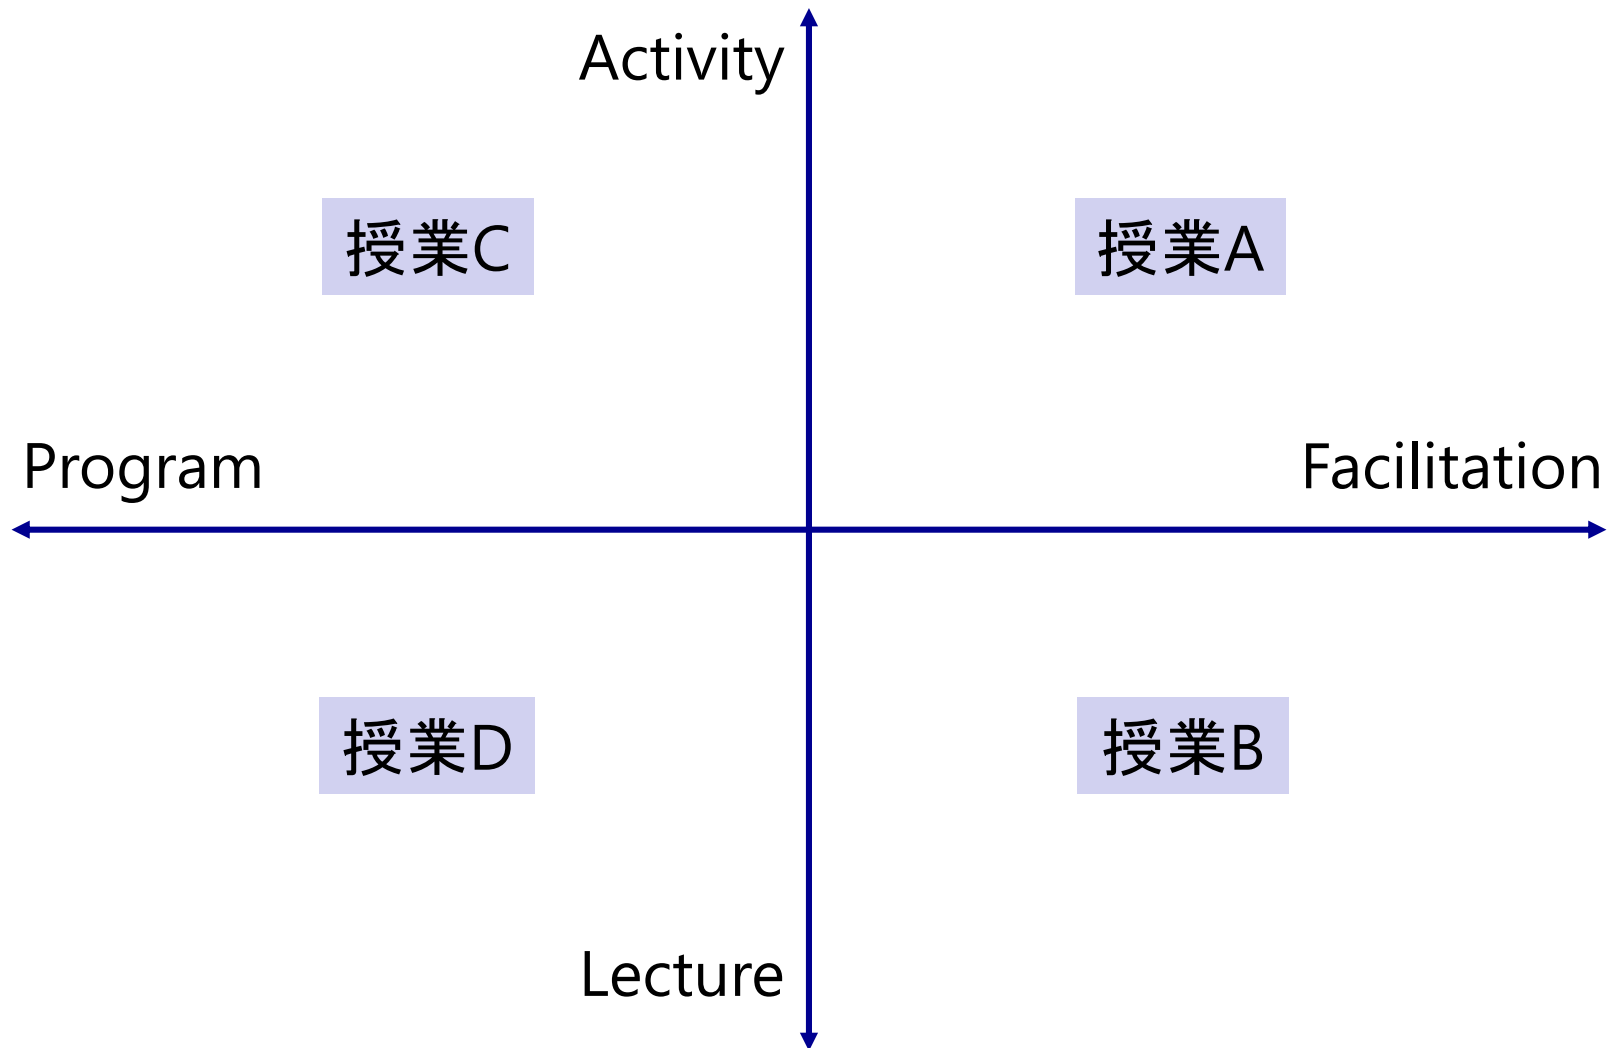 Activity
授業C
授業A
Program
Facilitation
授業D
授業B
Lecture